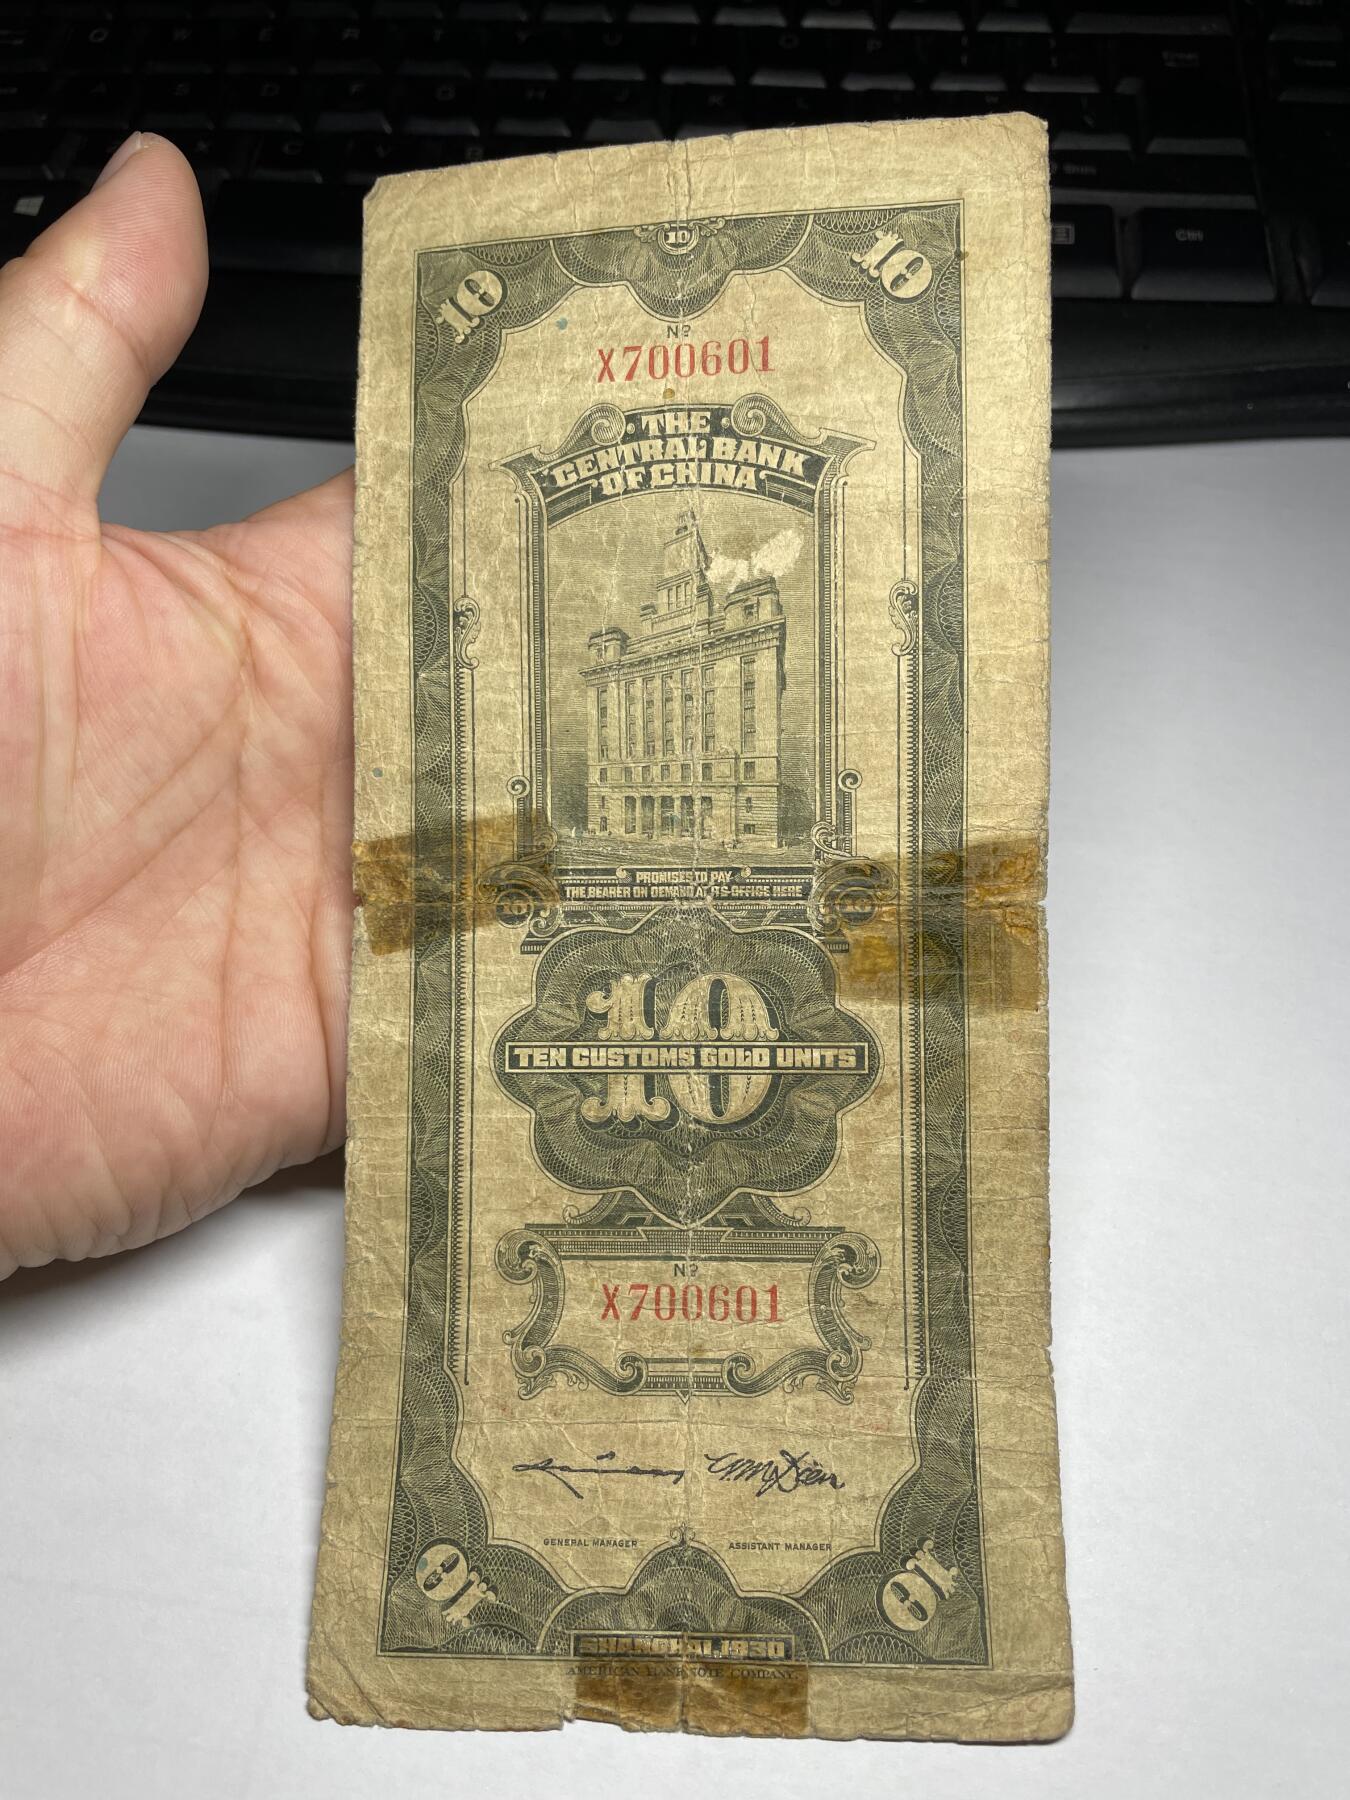 Q W E R T Y U I O P
A S D F G H J K L
X C V B
Shift
Ctrl
10
10 10
Nº
X700601
THE
CENTRAL BANK
OF CHINA
PROMISES TO PAY
THE BEARER ON DEMAND AT ITS OFFICE HERE
10 10
10
TEN CUSTOMS GOLD UNITS
Nº
X700601
GENERAL MANAGER ASSISTANT MANAGER
10 10
SHANGHAI, 1930
AMERICAN BANK NOTE COMPANY.